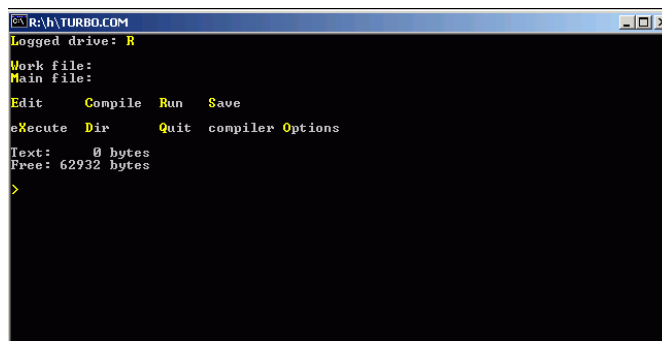 R:\h\TURBO.COM
Logged drive: R
Work file:
Main file:
Edit Compile Run Save
eXecute Dir Quit compiler Options
Text: 0 bytes
Free: 62932 bytes
>